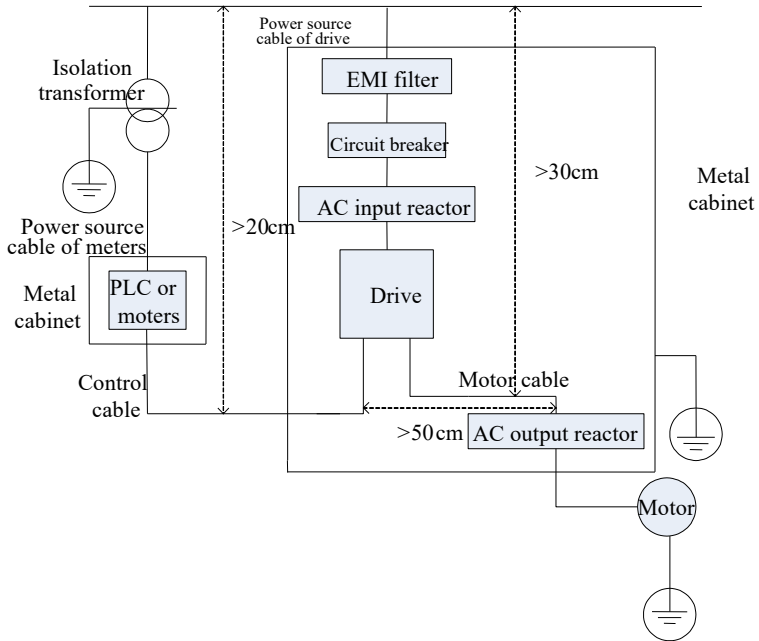 Power source
cable of drive
Isolation
transformer
EMI filter
Circuit breaker
>30cm
Metal
cabinet
AC input reactor
Power source
cable of meters
>20cm
PLC or
moters
Metal
cabinet
Drive
Control
cable
Motor cable
>50cm
AC output reactor
Motor